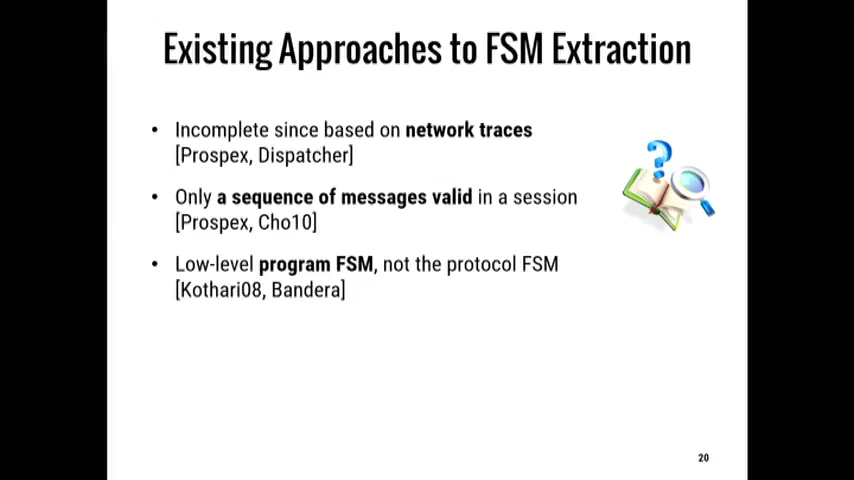 Existing Approaches to FSM Extraction
• Incomplete since based on network traces
[Prospex, Dispatcher]
• Only a sequence of messages valid in a session
[Prospex, Cho10]
• Low-level program FSM, not the protocol FSM
[Kothari08, Bandera]
20